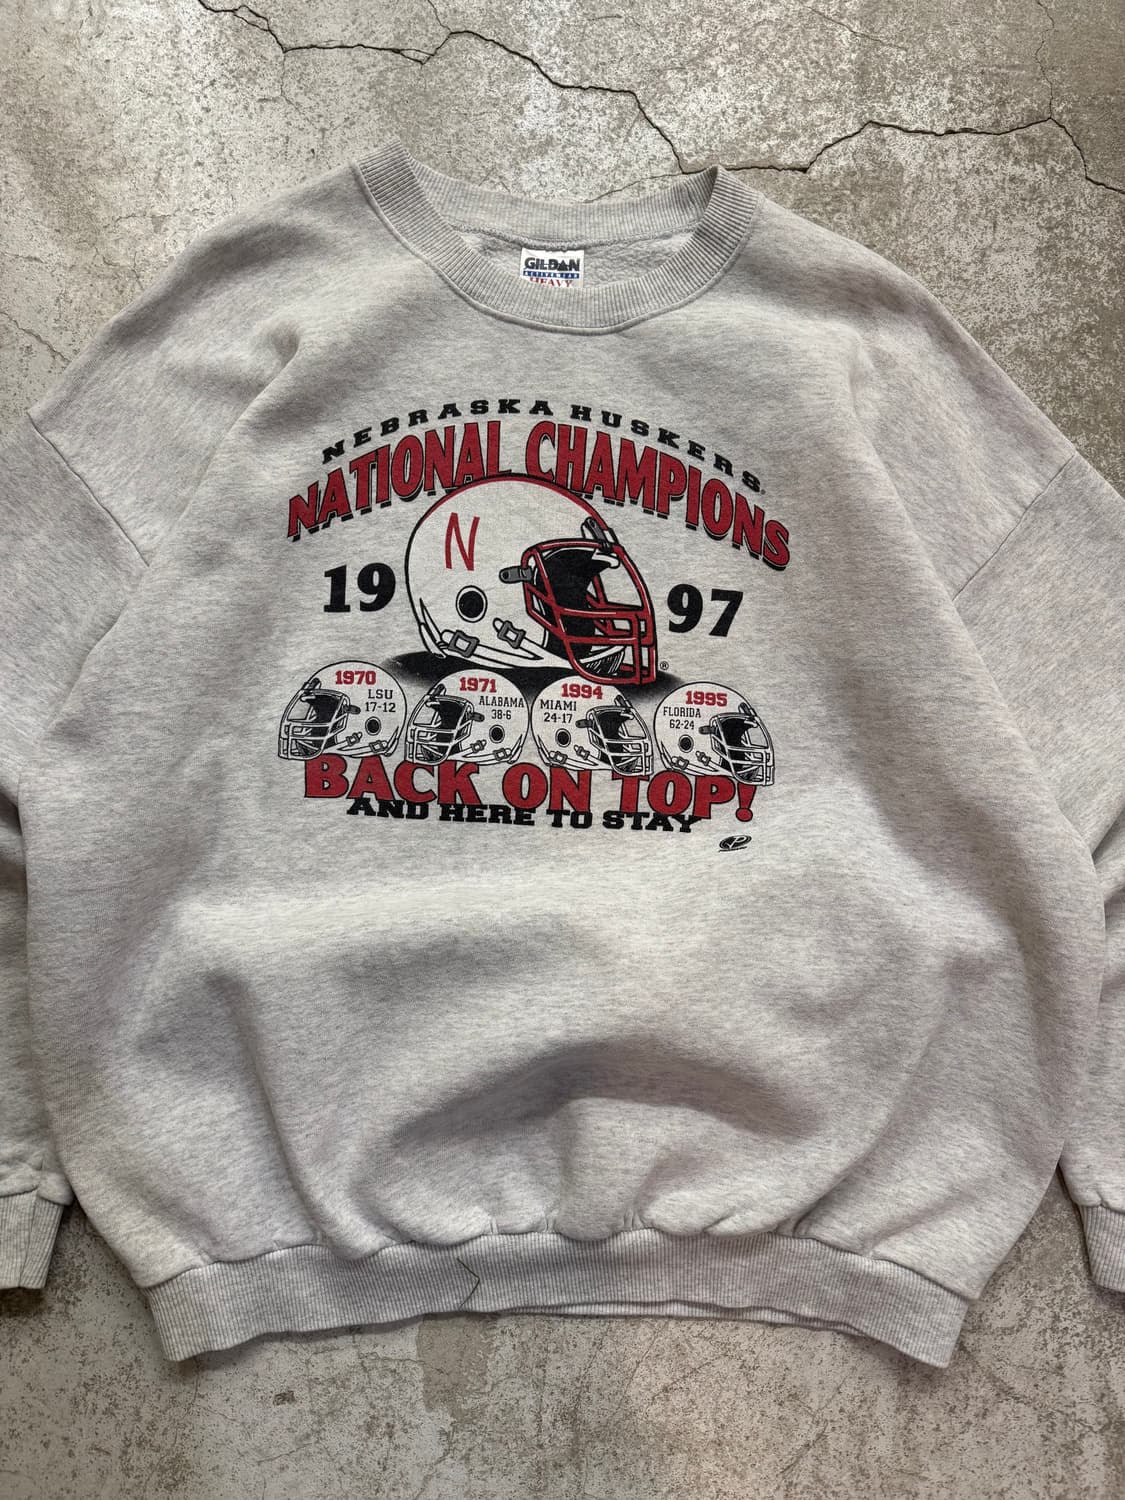 GILDAN
ACTIVEWEAR
HEAVY
NEBRASKA HUSKERS
NATIONAL CHAMPIONS
N
19 97
®
1970
LSU
17-12
1971
ALABAMA
38-6
1994
MIAMI
24-17
1995
FLORIDA
62-24
BACK ON TOP!
AND HERE TO STAY
P